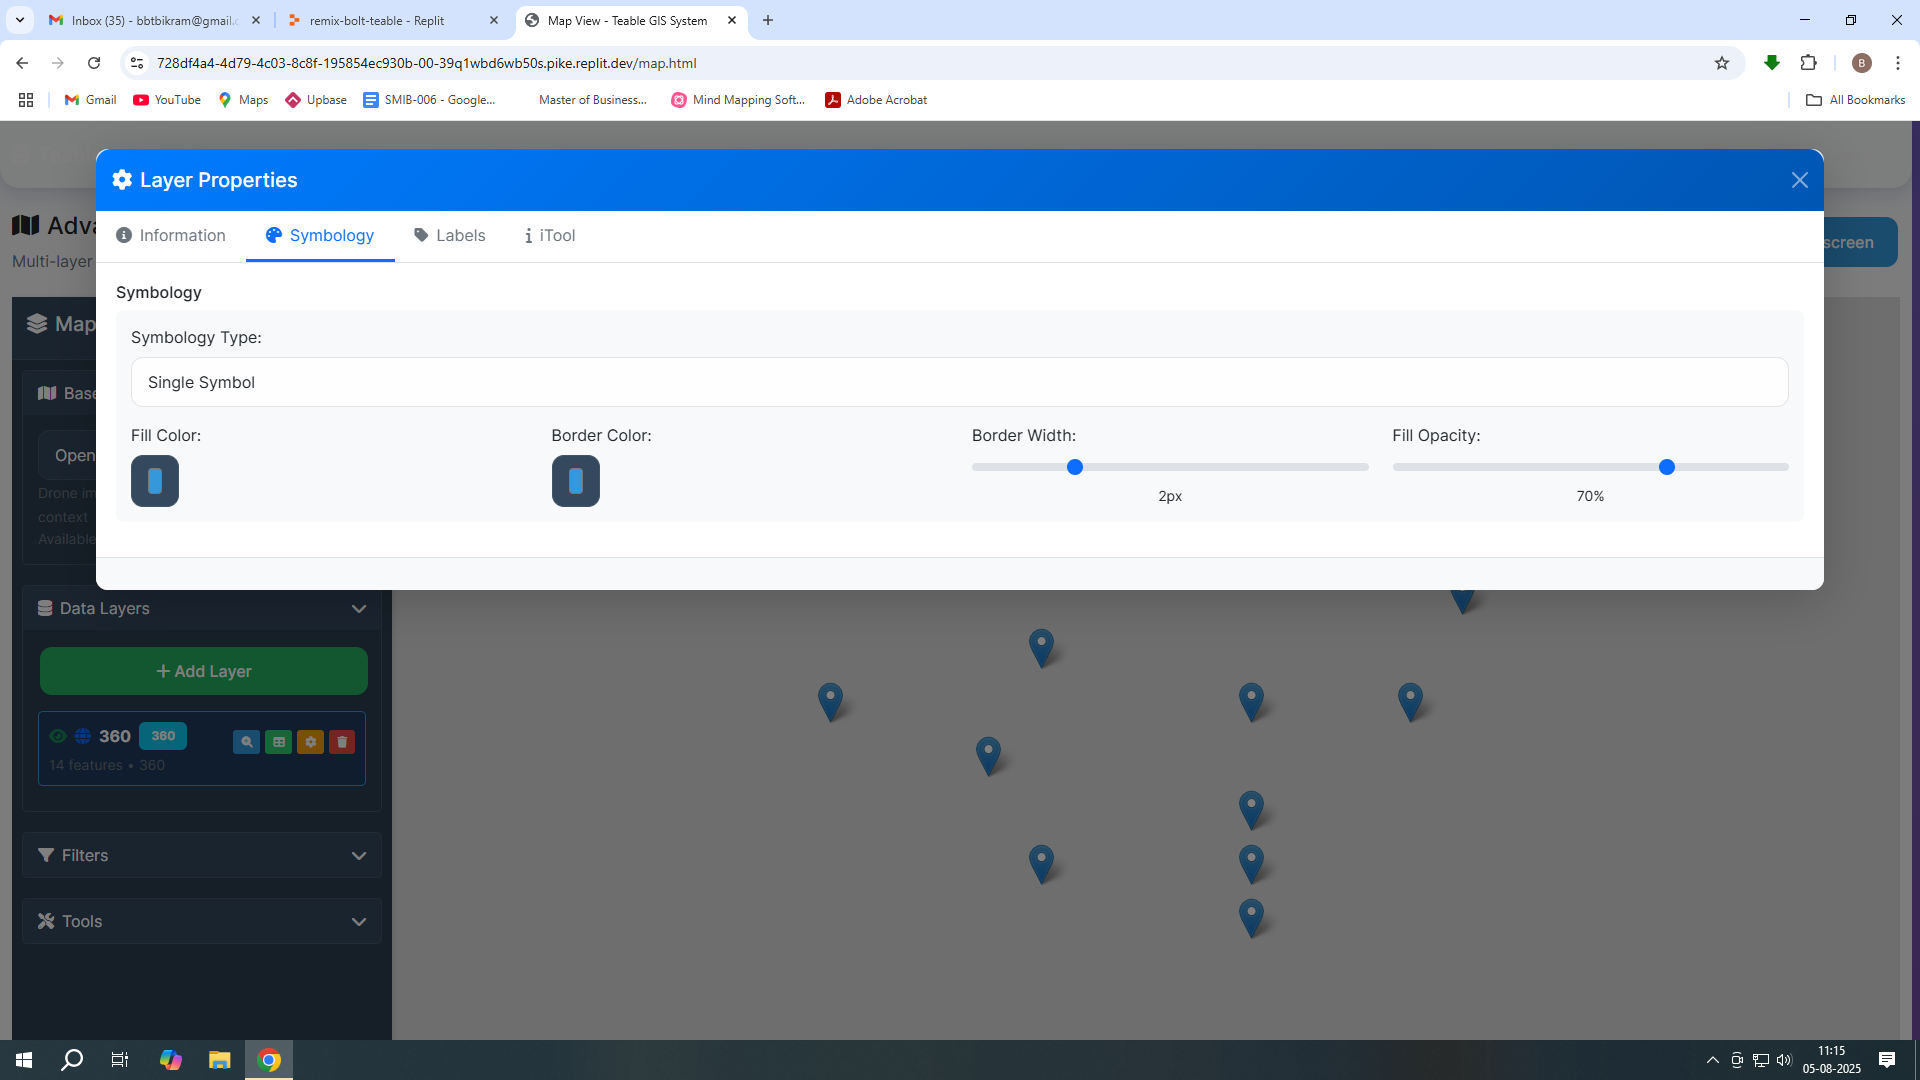 Inbox (35) - bbtbikram@gmail.c
remix-bolt-teable - Replit
Map View - Teable GIS System
728df4a4-4d79-4c03-8c8f-195854ec930b-00-39q1wbd6wb50s.pike.replit.dev/map.html
B
Gmail
YouTube
Maps
Upbase
SMIB-006 - Google...
Master of Business...
Mind Mapping Soft...
Adobe Acrobat
All Bookmarks
Layer Properties
Adva
screen
Multi-layer
Information
Symbology
Labels
iTool
Symbology
Symbology Type:
Single Symbol
Fill Color:
Border Color:
Border Width:
Fill Opacity:
2px
70%
Map
Base
Open
Drone im
context
Available
Data Layers
+ Add Layer
360
360
14 features • 360
Filters
Tools
11:15
05-08-2025